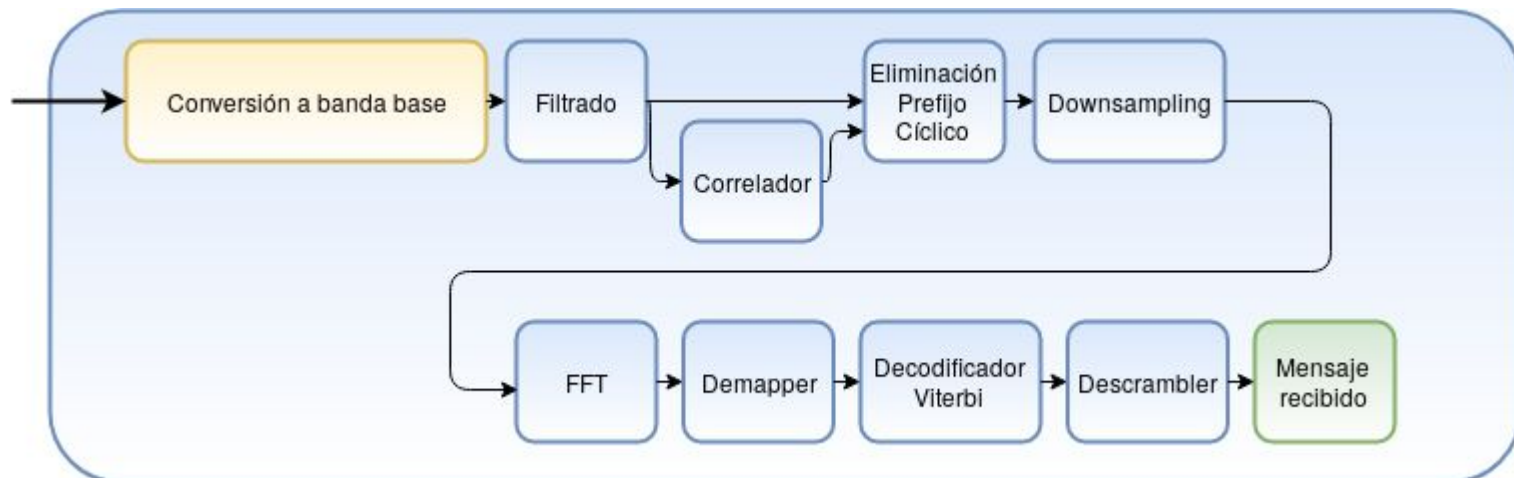 Conversión a banda base
Filtrado
Correlador
Eliminación
Prefijo
Cíclico
Downsampling
FFT
Demapper
Decodificador
Viterbi
Descrambler
Mensaje
recibido